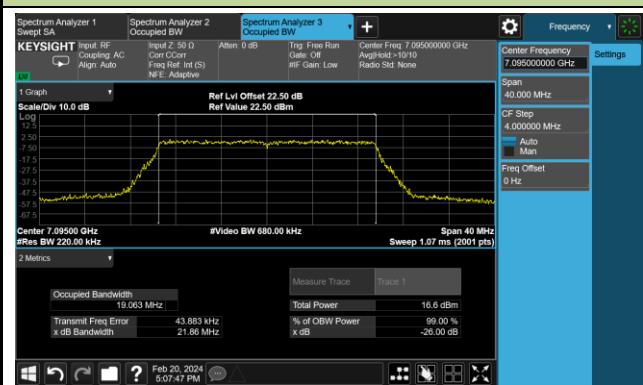 Spectrum Analyzer 1
Swept SA
Spectrum Analyzer 2
Occupied BW
Spectrum Analyzer 3
Occupied BW
Frequency
KEYSIGHT
Input: RF
Coupling: AC
Align: Auto
Input Z: 50 Ω
Corr CCorr
Freq Ref: Int (S)
NFE: Adaptive
Atten: 0 dB
Trig: Free Run
Gate: Off
#IF Gain: Low
Center Freq: 7.095000000 GHz
Avg|Hold:>10/10
Radio Std: None
Center Frequency
7.095000000 GHz
Settings
Span
40.000 MHz
CF Step
4.000000 MHz
Auto
Man
Freq Offset
0 Hz
1 Graph
Scale/Div 10.0 dB
Ref Lvl Offset 22.50 dB
Ref Value 22.50 dBm
Log
12.5
2.50
-7.50
-17.5
-27.5
-37.5
-47.5
-57.5
-67.5
Center 7.09500 GHz
#Res BW 220.00 kHz
#Video BW 680.00 kHz
Span 40 MHz
Sweep 1.07 ms (2001 pts)
2 Metrics
Measure Trace Trace 1
Occupied Bandwidth
19.063 MHz
Total Power 16.6 dBm
Transmit Freq Error 43.883 kHz
% of OBW Power 99.00 %
x dB Bandwidth 21.86 MHz
x dB -26.00 dB
Feb 20, 2024
5:07:47 PM